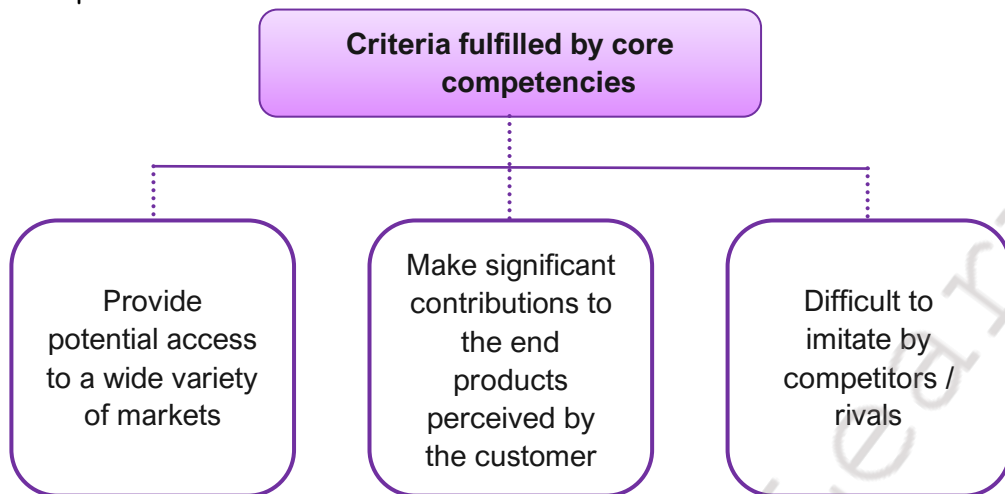 Criteria fulfilled by core
competencies
Provide
potential access
to a wide variety
of markets
Make significant
contributions to
the end
products
perceived by
the customer
Difficult to
imitate by
competitors /
rivals